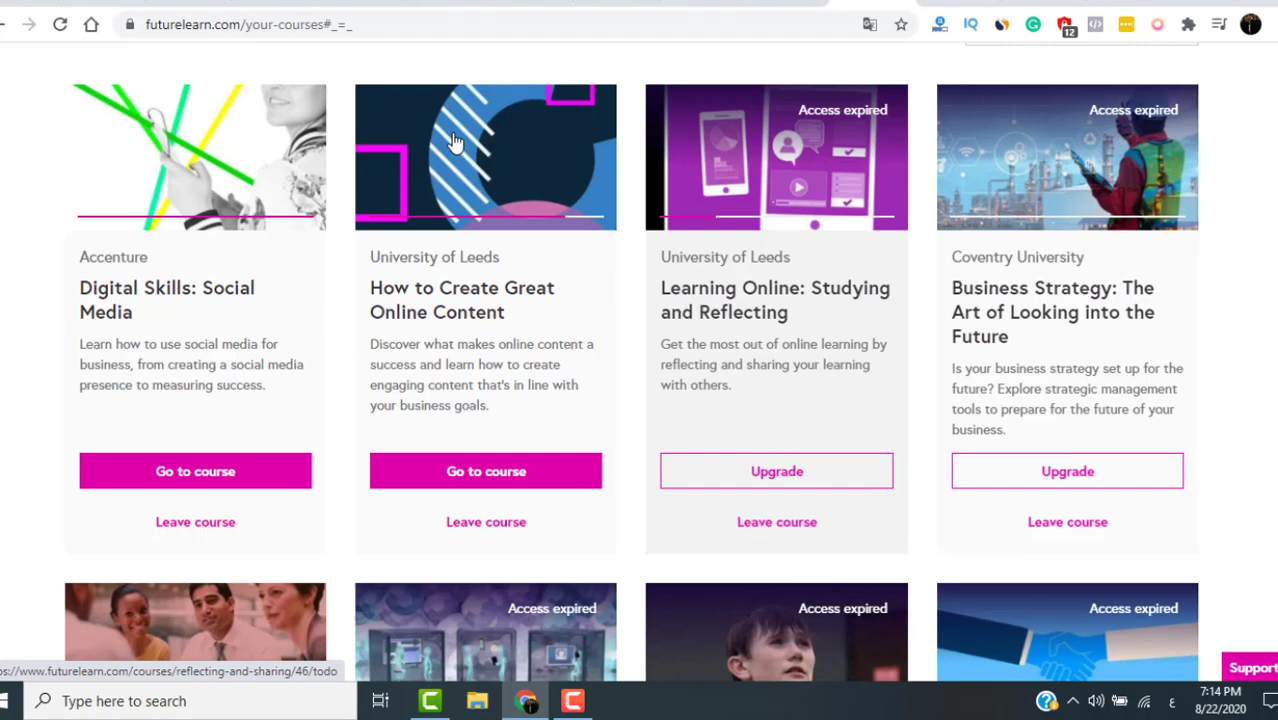 futurelearn.com/your-courses#_=_
IQ
12
Access expired
Access expired
Accenture
Digital Skills: Social
Media
Learn how to use social media for
business, from creating a social media
presence to measuring success.
Go to course
Leave course
University of Leeds
How to Create Great
Online Content
Discover what makes online content a
success and learn how to create
engaging content that's in line with
your business goals.
Go to course
Leave course
University of Leeds
Learning Online: Studying
and Reflecting
Get the most out of online learning by
reflecting and sharing your learning
with others.
Upgrade
Leave course
Coventry University
Business Strategy: The
Art of Looking into the
Future
Is your business strategy set up for the
future? Explore strategic management
tools to prepare for the future of your
business.
Upgrade
Leave course
Access expired
Access expired
Access expired
Support
ps://www.futurelearn.com/courses/reflecting-and-sharing/46/todo
Type here to search
ع
7:14 PM
8/22/2020